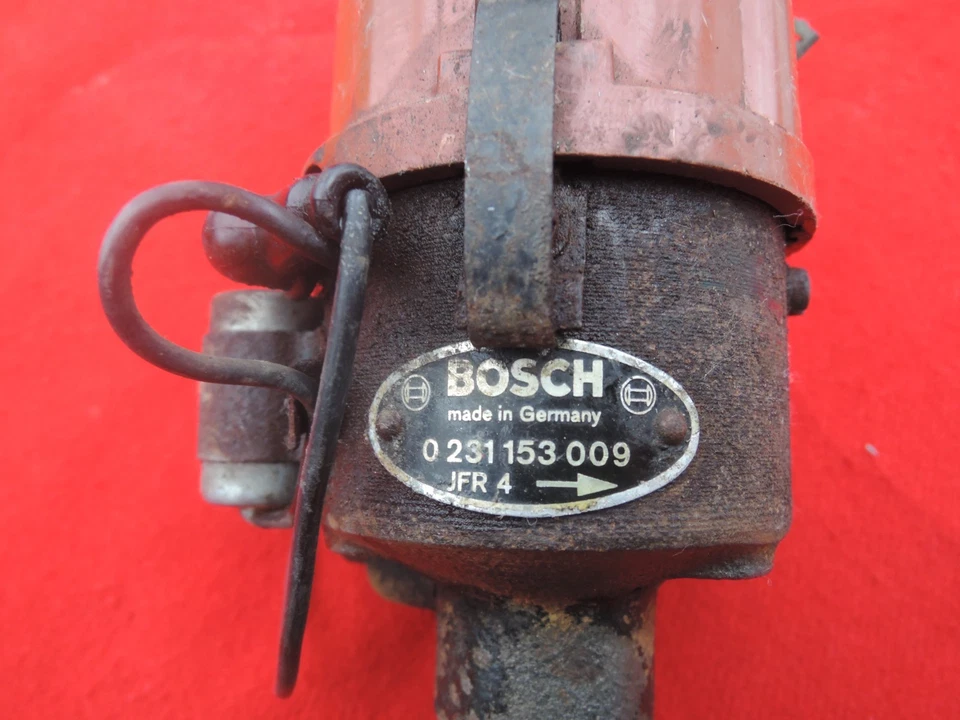 BOSCH
made in Germany
0 231 153 009
JFR 4